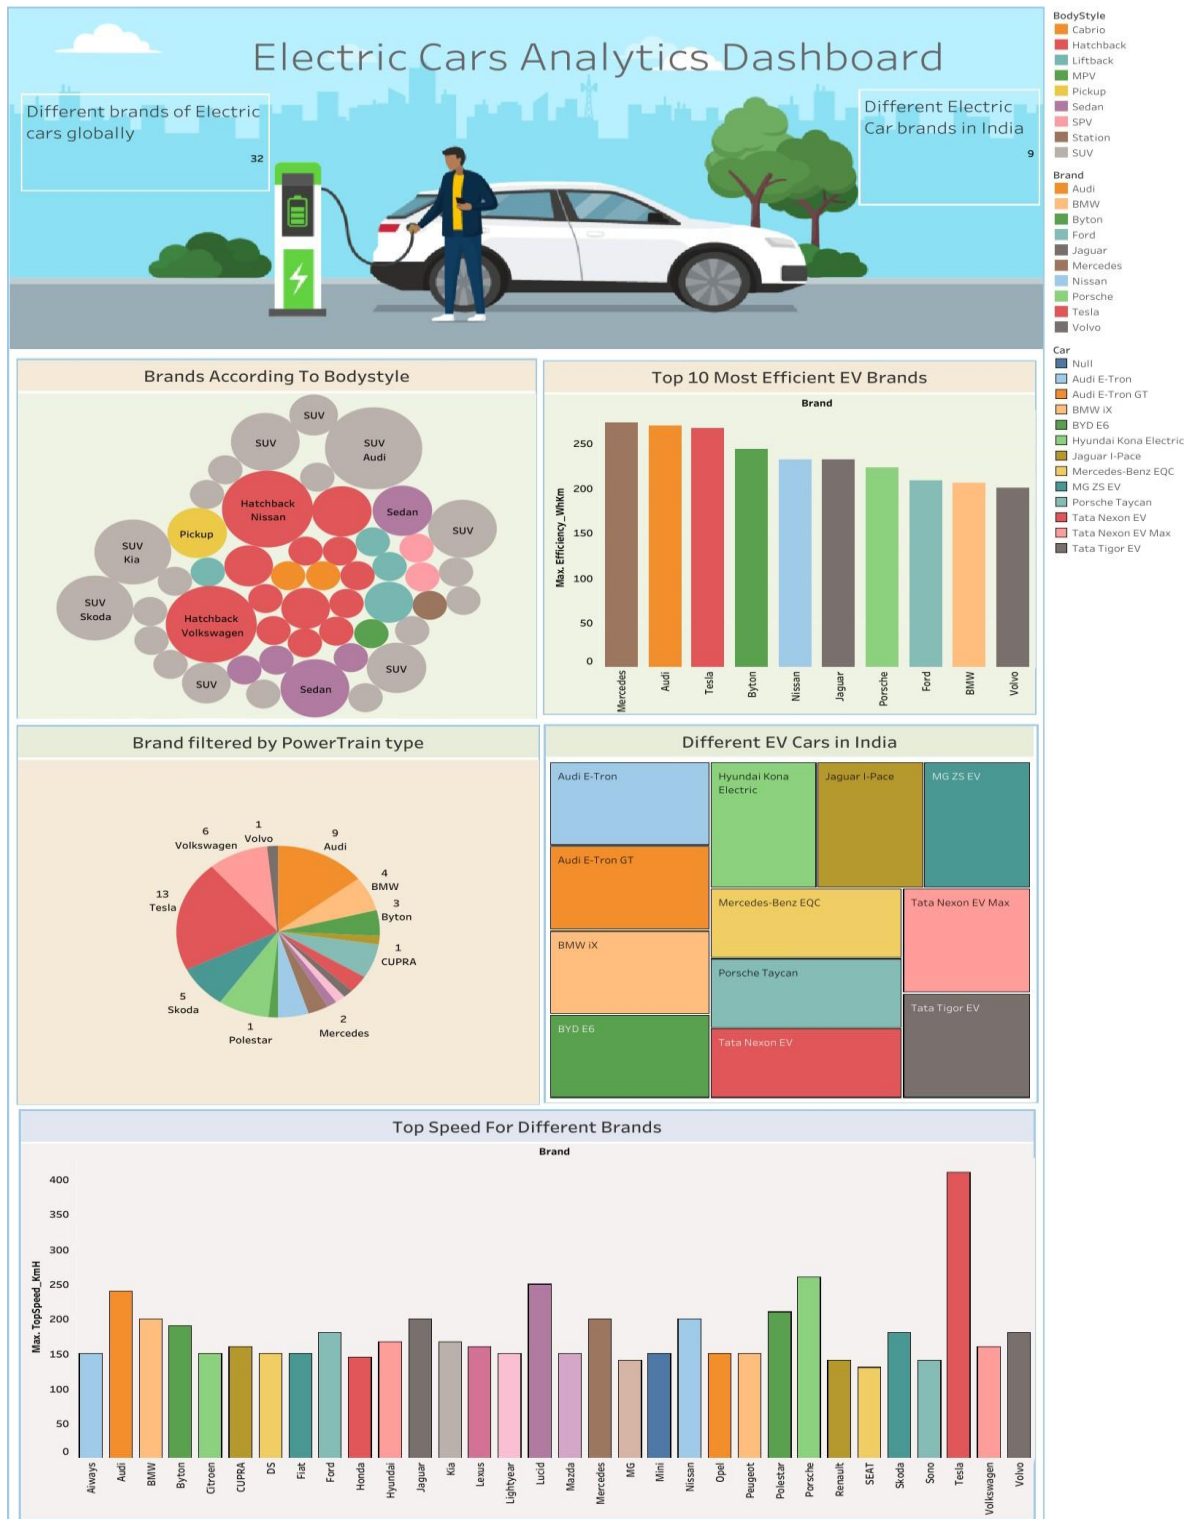 Electric Cars Analytics Dashboard
Different brands of Electric
cars globally
32
Different Electric
Car brands in India
9
BodyStyle
Cabrio
Hatchback
Liftback
MPV
Pickup
Sedan
SPV
Station
SUV
Brand
Audi
BMW
Byton
Ford
Jaguar
Mercedes
Nissan
Porsche
Tesla
Volvo
Car
Null
Audi E-Tron
Audi E-Tron GT
BMW iX
BYD E6
Hyundai Kona Electric
Jaguar I-Pace
Mercedes-Benz EQC
MG ZS EV
Porsche Taycan
Tata Nexon EV
Tata Nexon EV Max
Tata Tigor EV
Brands According To Bodystyle
SUV
SUV
SUV
Audi
Hatchback
Nissan
Sedan
SUV
Pickup
SUV
Kia
SUV
Skoda
Hatchback
Volkswagen
SUV
SUV
Sedan
Top 10 Most Efficient EV Brands
Brand
Max. Efficiency_WhKm
250
200
150
100
50
0
Mercedes
Audi
Tesla
Byton
Nissan
Jaguar
Porsche
Ford
BMW
Volvo
Brand filtered by PowerTrain type
1
Volvo
9
Audi
4
BMW
3
Byton
1
CUPRA
2
Mercedes
1
Polestar
5
Skoda
13
Tesla
6
Volkswagen
Different EV Cars in India
Audi E-Tron
Audi E-Tron GT
BMW iX
BYD E6
Hyundai Kona
Electric
Jaguar I-Pace
MG ZS EV
Mercedes-Benz EQC
Porsche Taycan
Tata Nexon EV
Tata Nexon EV Max
Tata Tigor EV
Top Speed For Different Brands
Brand
Max. TopSpeed_KmH
400
350
300
250
200
150
100
50
0
Aiways
Audi
BMW
Byton
Citroen
CUPRA
DS
Fiat
Ford
Honda
Hyundai
Jaguar
Kia
Lexus
Lightyear
Lucid
Mazda
Mercedes
MG
Mini
Nissan
Opel
Peugeot
Polestar
Porsche
Renault
SEAT
Skoda
Sono
Tesla
Volkswagen
Volvo